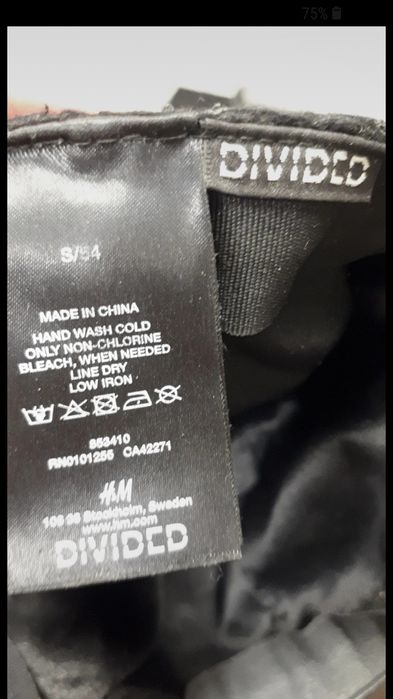 75%
DIVIDED
S/54
MADE IN CHINA
HAND WASH COLD
ONLY NON-CHLORINE
BLEACH, WHEN NEEDED
LINE DRY
LOW IRON
853410
RN0101255 CA42271
H&M
106 38 Stockholm, Sweden
www.hm.com
DIVIDED